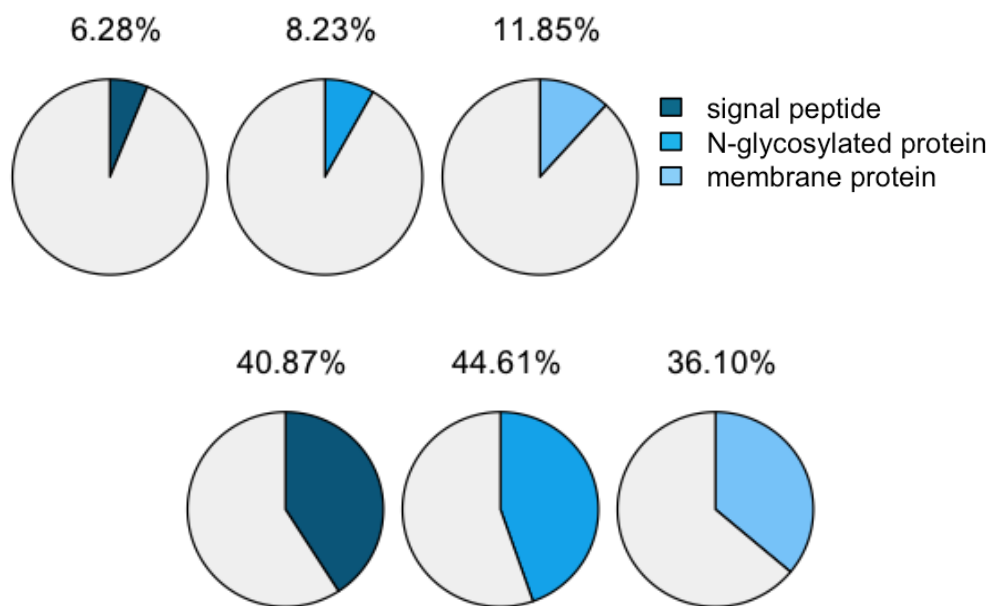 6.28% 8.23% 11.85%
signal peptide
N-glycosylated protein
membrane protein
40.87% 44.61% 36.10%